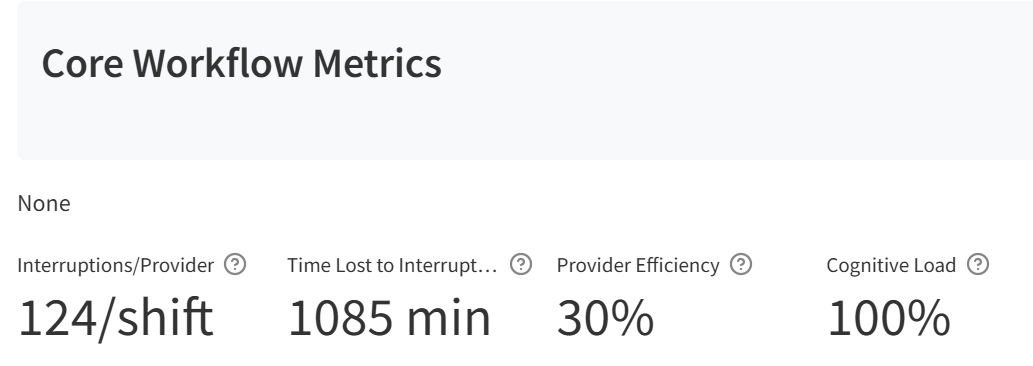 Core Workflow Metrics
None
Interruptions/Provider
Time Lost to Interrupt...
Provider Efficiency
Cognitive Load
124/shift
1085 min
30%
100%